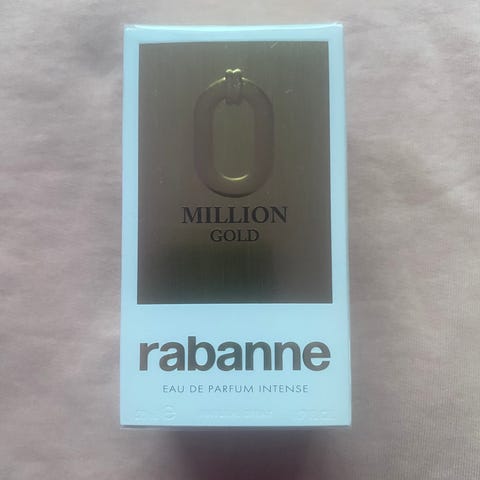 MILLION
GOLD
rabanne
EAU DE PARFUM INTENSE